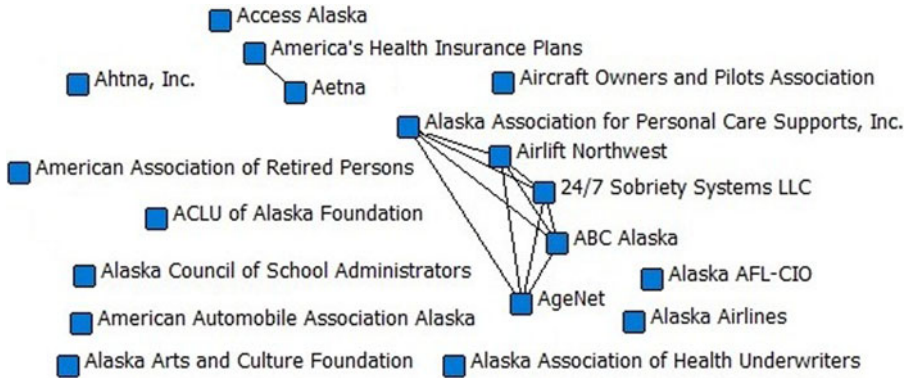 Access Alaska
America's Health Insurance Plans
Ahtna, Inc.
Aetna
Aircraft Owners and Pilots Association
Alaska Association for Personal Care Supports, Inc.
Airlift Northwest
American Association of Retired Persons
24/7 Sobriety Systems LLC
ACLU of Alaska Foundation
ABC Alaska
Alaska Council of School Administrators
Alaska AFL-CIO
AgeNet
American Automobile Association Alaska
Alaska Airlines
Alaska Arts and Culture Foundation
Alaska Association of Health Underwriters